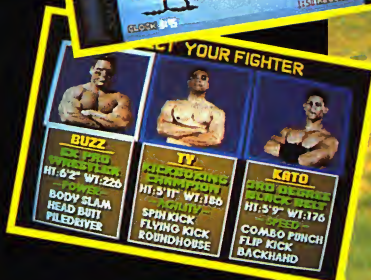 CLOCK
YOUR FIGHTER
BUZZ
EX PRO
WRESTLER
HT:6'2" WT:226
—POWER—
BODY SLAM
HEAD BUTT
PILEDRIVER
TY
KICKBOXING
CHAMPION
HT:5'11" WT:186
—AGILITY—
SPIN KICK
FLYING KICK
ROUNDHOUSE
KATO
3RD DEGREE
BLACK BELT
HT:5'9" WT:176
—SPEED—
COMBO PUNCH
FLIP KICK
BACKHAND